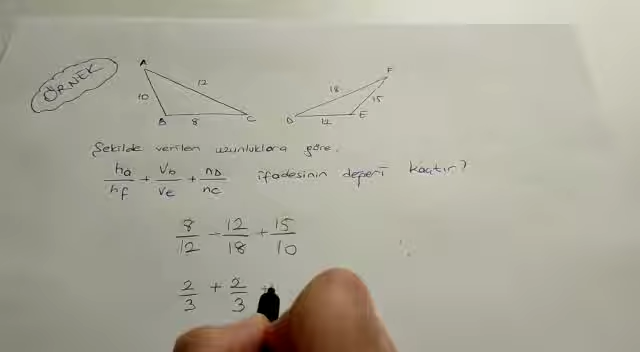 ÖRNEK
A
12
10
B
8
C
F
18
15
D
12
E
Şekilde verilen uzunluklara göre.
ha/hf + Vb/Ve + nD/nc ifadesinin değeri kaçtır?
8/12 - 12/18 + 15/10
2/3 + 2/3 +